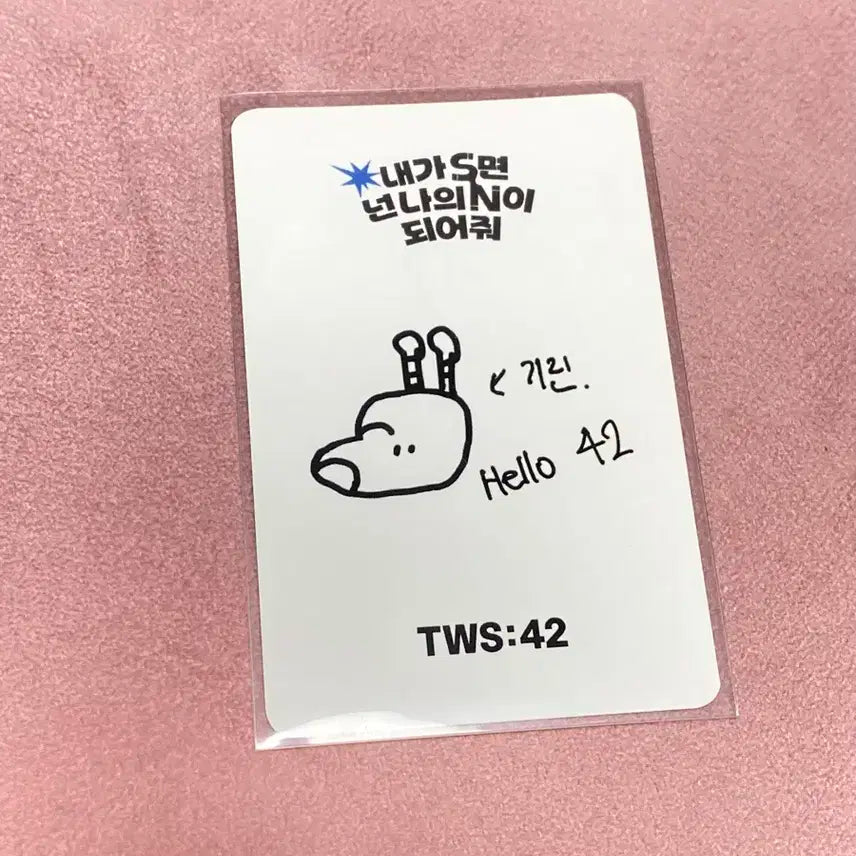 내가 S면
넌 나의 N이
되어줘
< 기린.
Hello 42
TWS:42